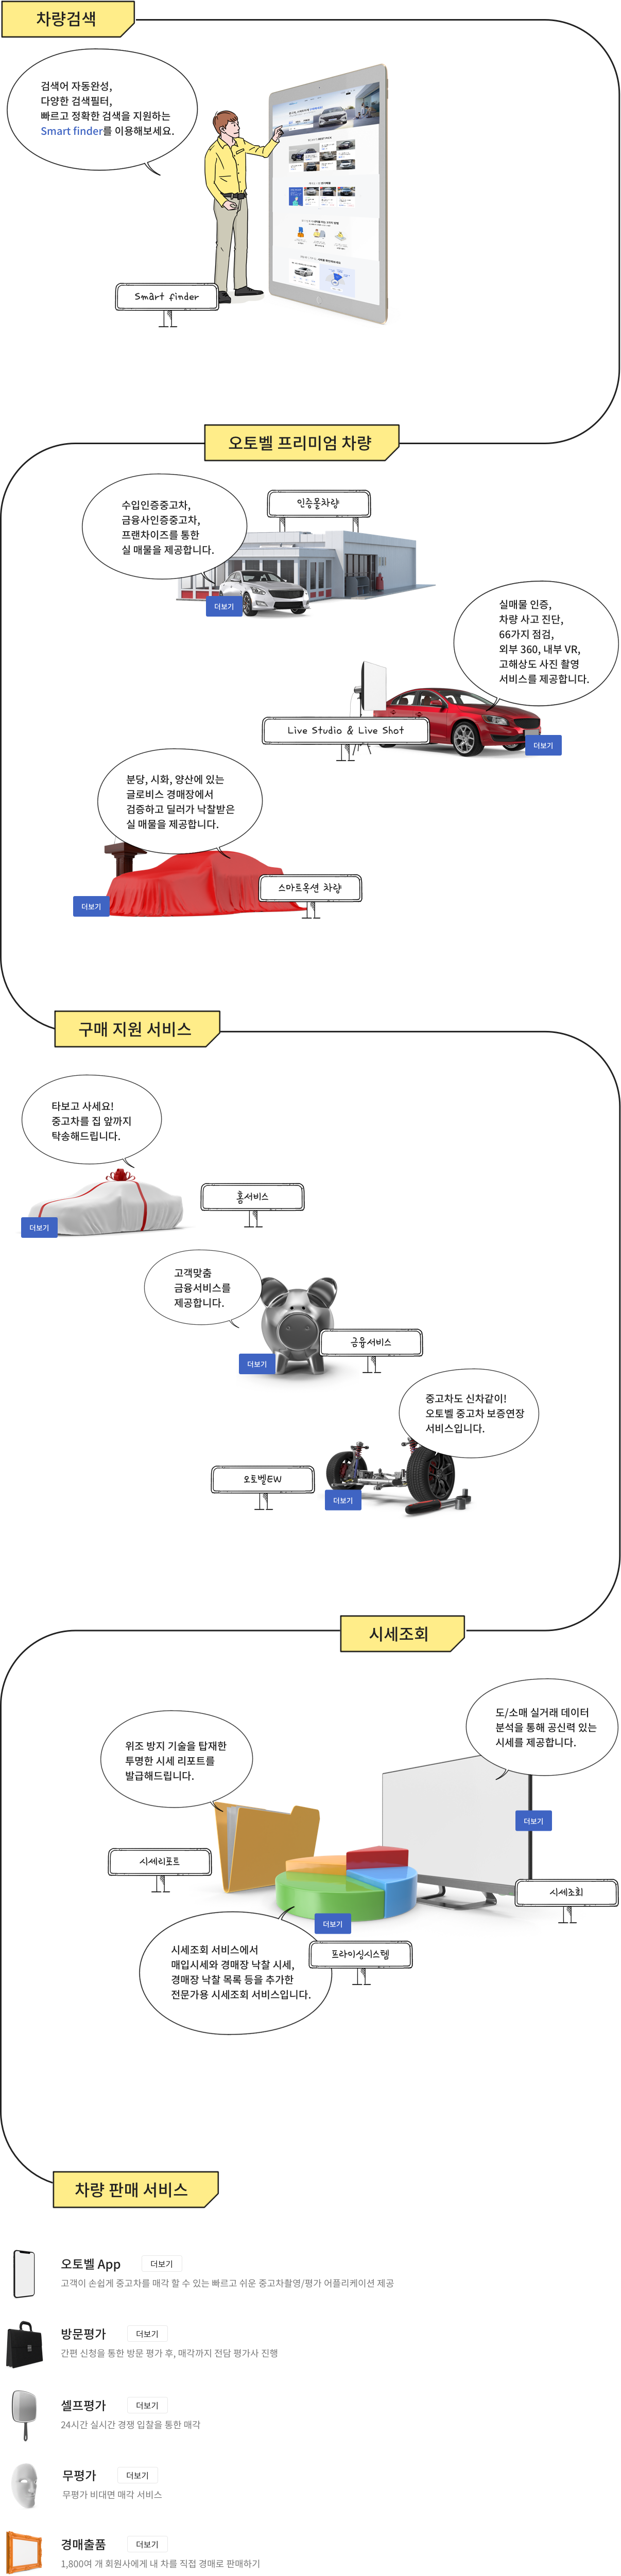 차량검색
검색어 자동완성,
다양한 검색필터,
빠르고 정확한 검색을 지원하는
Smart finder를 이용해보세요.
Smart finder
오토벨 프리미엄 차량
인증몰차량
수입인증중고차,
금융사인증중고차,
프랜차이즈를 통한
실 매물을 제공합니다.
더보기
실매물 인증,
차량 사고 진단,
66가지 점검,
외부 360, 내부 VR,
고해상도 사진 촬영
서비스를 제공합니다.
Live Studio & Live Shot
더보기
분당, 시화, 양산에 있는
글로비스 경매장에서
검증하고 딜러가 낙찰받은
실 매물을 제공합니다.
스마트옥션 차량
더보기
구매 지원 서비스
타보고 사세요!
중고차를 집 앞까지
탁송해드립니다.
홈서비스
더보기
고객맞춤
금융서비스를
제공합니다.
금융서비스
더보기
중고차도 신차같이!
오토벨 중고차 보증연장
서비스입니다.
오토벨EW
더보기
시세조회
도/소매 실거래 데이터
분석을 통해 공신력 있는
시세를 제공합니다.
위조 방지 기술을 탑재한
투명한 시세 리포트를
발급해드립니다.
더보기
시세리포트
시세조회
더보기
프라이싱시스템
시세조회 서비스에서
매입시세와 경매장 낙찰 시세,
경매장 낙찰 목록 등을 추가한
전문가용 시세조회 서비스입니다.
차량 판매 서비스
오토벨 App 더보기
고객이 손쉽게 중고차를 매각 할 수 있는 빠르고 쉬운 중고차촬영/평가 어플리케이션 제공
방문평가 더보기
간편 신청을 통한 방문 평가 후, 매각까지 전담 평가사 진행
셀프평가 더보기
24시간 실시간 경쟁 입찰을 통한 매각
무평가 더보기
무평가 비대면 매각 서비스
경매출품 더보기
1,800여 개 회원사에게 내 차를 직접 경매로 판매하기